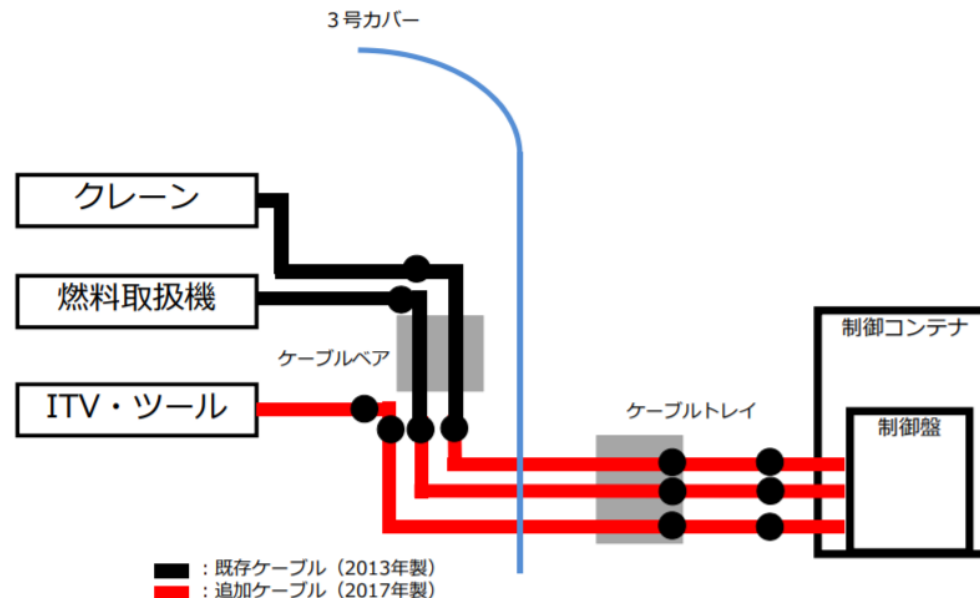 3号カバー
クレーン
燃料取扱機
ケーブルベア
ITV・ツール
ケーブルトレイ
制御コンテナ
制御盤
：既存ケーブル（2013年製）
：追加ケーブル（2017年製）